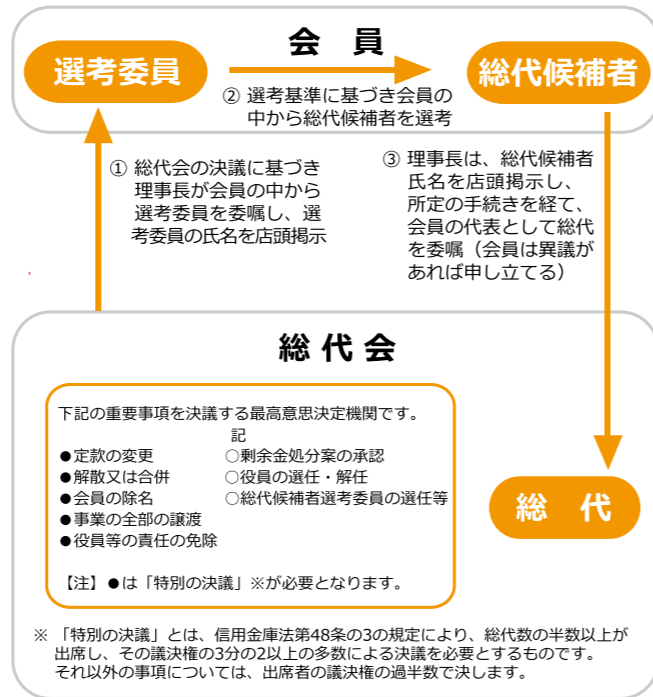 会 員
選考委員
総代候補者
② 選考基準に基づき会員の
中から総代候補者を選考
① 総代会の決議に基づき
理事長が会員の中から
選考委員を委嘱し、選
考委員の氏名を店頭掲示
③ 理事長は、総代候補者
氏名を店頭掲示し、
所定の手続きを経て、
会員の代表として総代
を委嘱（会員は異議が
あれば申し立てる）
総 代 会
下記の重要事項を決議する最高意思決定機関です。
記
●定款の変更 ○剰余金処分案の承認
●解散又は合併 ○役員の選任・解任
●会員の除名 ○総代候補者選考委員の選任等
●事業の全部の譲渡
●役員等の責任の免除
【注】●は「特別の決議」※が必要となります。
総 代
※ 「特別の決議」とは、信用金庫法第48条の3の規定により、総代数の半数以上が
出席し、その議決権の3分の2以上の多数による決議を必要とするものです。
それ以外の事項については、出席者の議決権の過半数で決します。